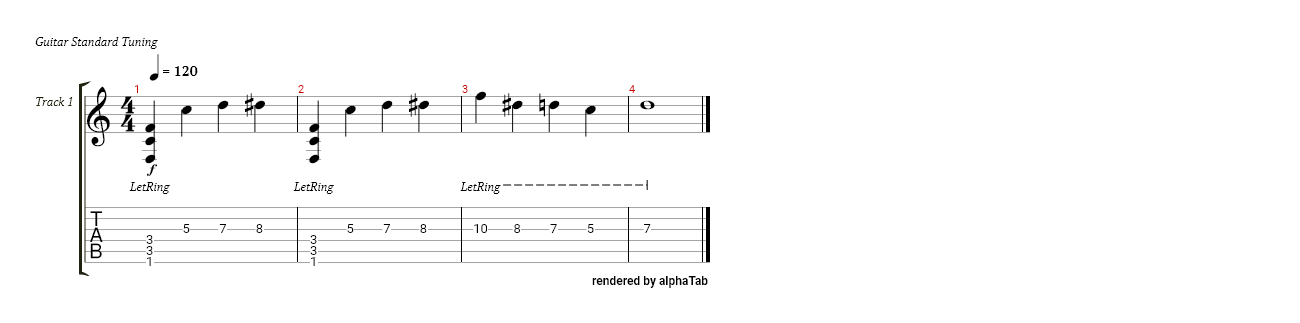 Guitar Standard Tuning
= 120
Track 1
1 2 3 4
4
4
f
LetRing LetRing LetRing
T
A
B
5 7 8 5 7 8 10 8 7 5 7
3 3
3 3
1 1
rendered by alphaTab